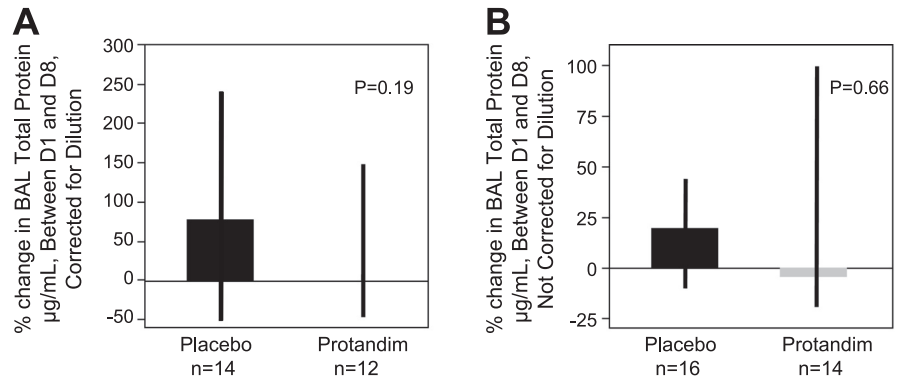 A
% change in BAL Total Protein
µg/mL, Between D1 and D8,
Corrected for Dilution
300
250
200
150
100
50
0
-50
P=0.19
Placebo
n=14
Protandim
n=12
B
% change in BAL Total Protein
µg/mL, Between D1 and D8,
Not Corrected for Dilution
100
75
50
25
0
-25
P=0.66
Placebo
n=16
Protandim
n=14